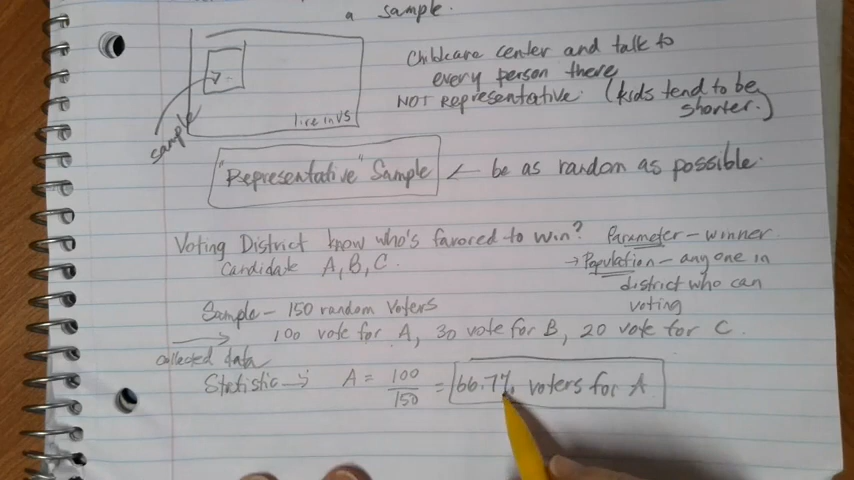 a sample.
Childcare center and talk to
every person there
NOT Representative. (kids tend to be
shorter.)
live in US
sample
"Representative" Sample ← be as random as possible.
Voting District know who's favored to win? Parameter - winner
Candidate A, B, C.
→ Population - anyone in
district who can
voting
Sample - 150 random voters
→ 100 vote for A, 30 vote for B, 20 vote for C.
collected data
Statistic → A = 100/150 = 66.7% voters for A